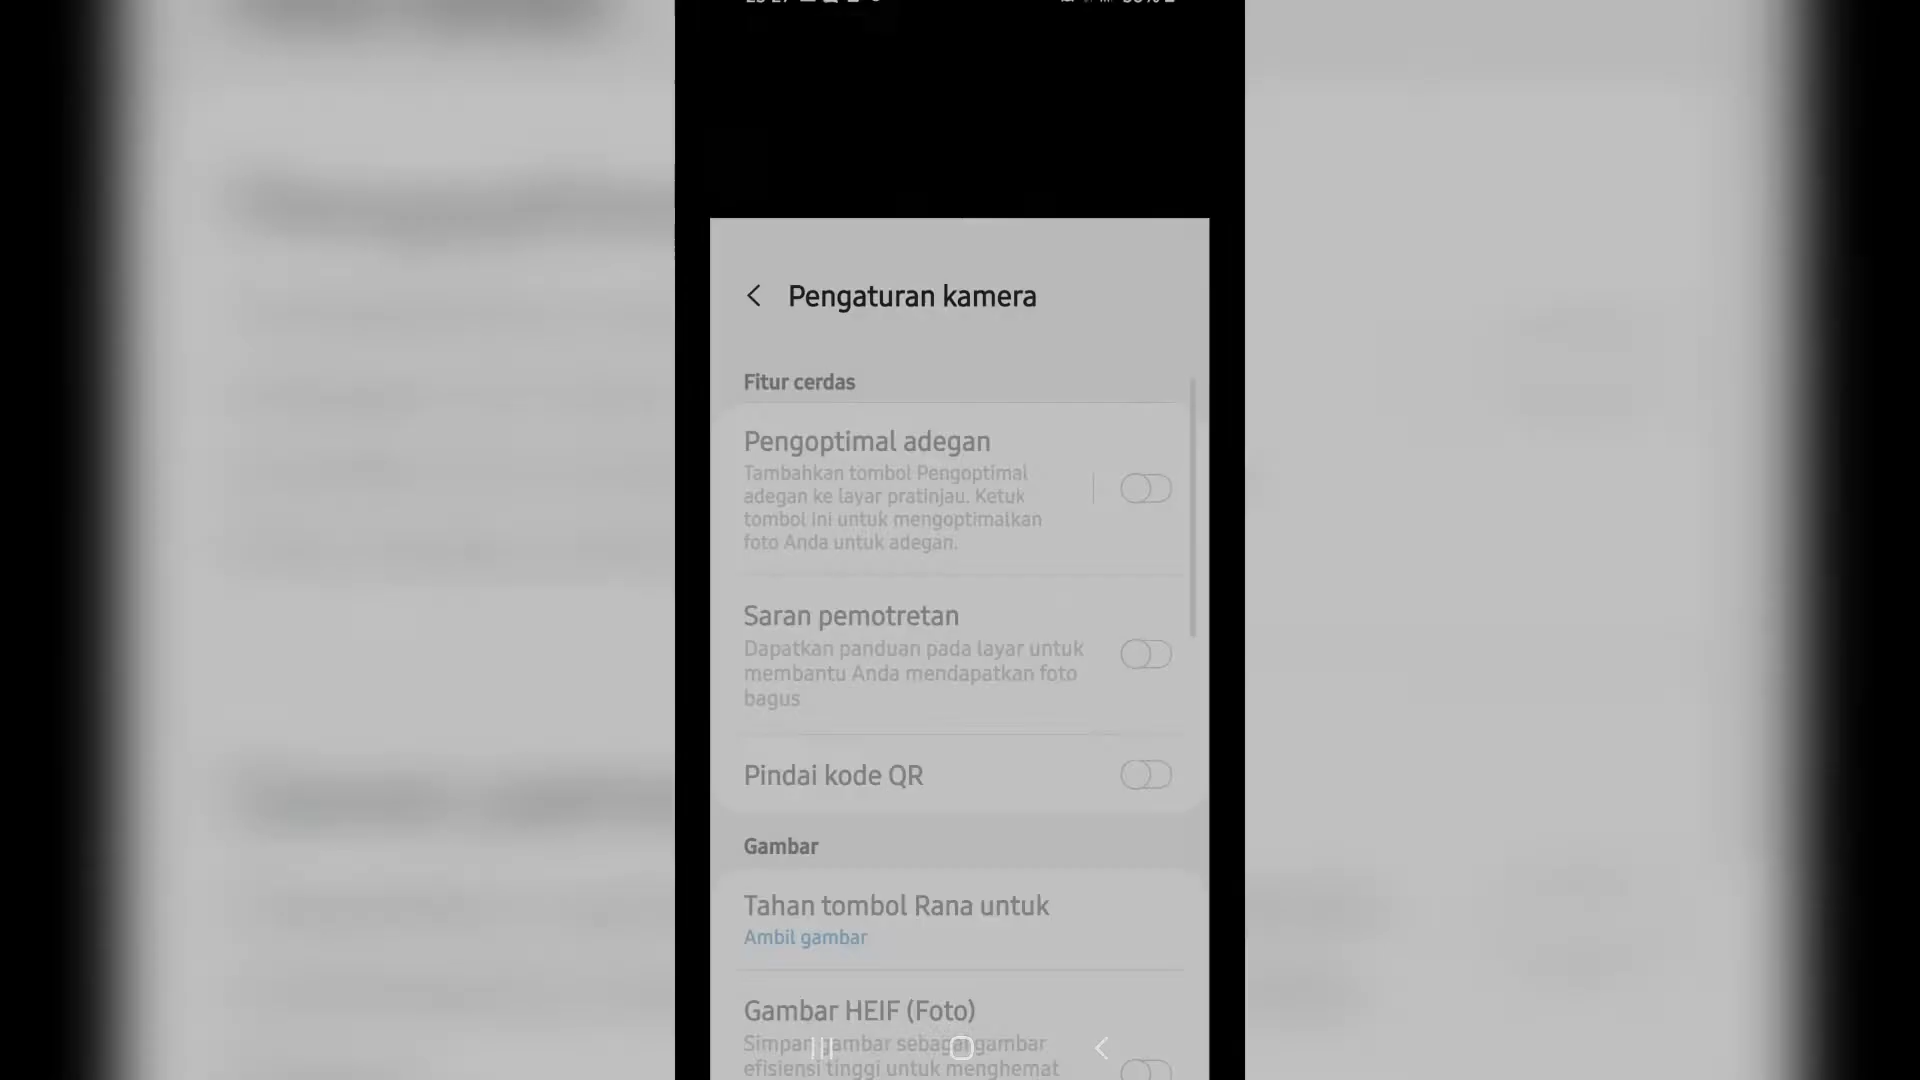 Pengaturan kamera
Fitur cerdas
Pengoptimal adegan
Tambahkan tombol Pengoptimal
adegan ke layar pratinjau. Ketuk
tombol ini untuk mengoptimalkan
foto Anda untuk adegan.
Saran pemotretan
Dapatkan panduan pada layar untuk
membantu Anda mendapatkan foto
bagus
Pindai kode QR
Gambar
Tahan tombol Rana untuk
Ambil gambar
Gambar HEIF (Foto)
Simpan gambar sebagai gambar
efisiensi tinggi untuk menghemat